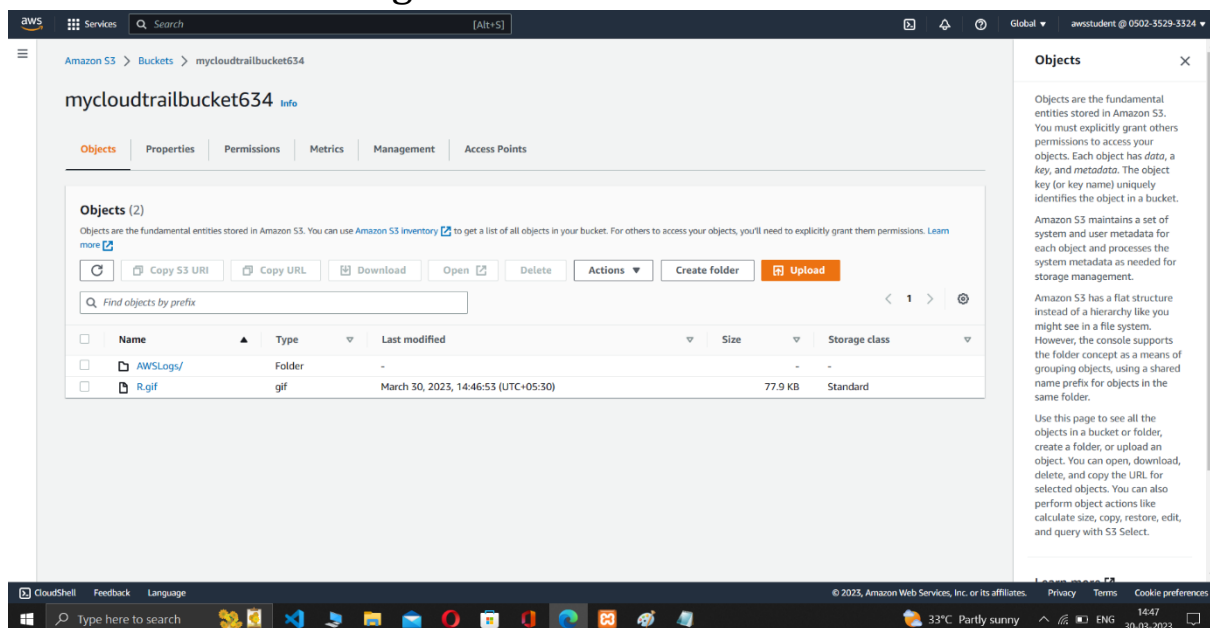 aws
Services
Search
[Alt+S]
Global ▼
awsstudent @ 0502-3529-3324 ▼
Amazon S3 > Buckets > mycloudtrailbucket634
mycloudtrailbucket634 Info
Objects
Properties
Permissions
Metrics
Management
Access Points
Objects (2)
Objects are the fundamental entities stored in Amazon S3. You can use Amazon S3 inventory to get a list of all objects in your bucket. For others to access your objects, you'll need to explicitly grant them permissions. Learn
more
Copy S3 URI
Copy URL
Download
Open
Delete
Actions ▼
Create folder
Upload
Find objects by prefix
< 1 >
Name ▲ Type Last modified Size Storage class
AWSLogs/ Folder - - -
R.gif gif March 30, 2023, 14:46:53 (UTC+05:30) 77.9 KB Standard
Objects
Objects are the fundamental
entities stored in Amazon S3.
You must explicitly grant others
permissions to access your
objects. Each object has data, a
key, and metadata. The object
key (or key name) uniquely
identifies the object in a bucket.
Amazon S3 maintains a set of
system and user metadata for
each object and processes the
system metadata as needed for
storage management.
Amazon S3 has a flat structure
instead of a hierarchy like you
might see in a file system.
However, the console supports
the folder concept as a means of
grouping objects, using a shared
name prefix for objects in the
same folder.
Use this page to see all the
objects in a bucket or folder,
create a folder, or upload an
object. You can open, download,
delete, and copy the URL for
selected objects. You can also
perform object actions like
calculate size, copy, restore, edit,
and query with S3 Select.
Learn more
CloudShell
Feedback
Language
© 2023, Amazon Web Services, Inc. or its affiliates.
Privacy
Terms
Cookie preferences
Type here to search
33°C Partly sunny
ENG
14:47
30-03-2023